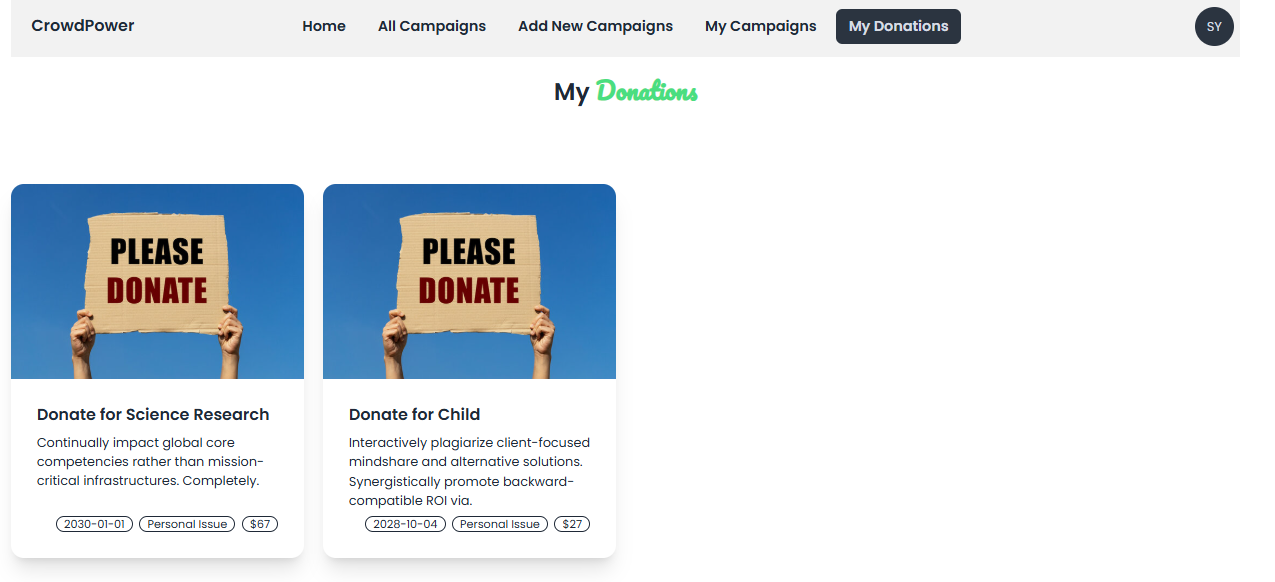 CrowdPower
Home
All Campaigns
Add New Campaigns
My Campaigns
My Donations
SY
My Donations
PLEASE
DONATE
Donate for Science Research
Continually impact global core
competencies rather than mission-
critical infrastructures. Completely.
2030-01-01
Personal Issue
$67
PLEASE
DONATE
Donate for Child
Interactively plagiarize client-focused
mindshare and alternative solutions.
Synergistically promote backward-
compatible ROI via.
2028-10-04
Personal Issue
$27